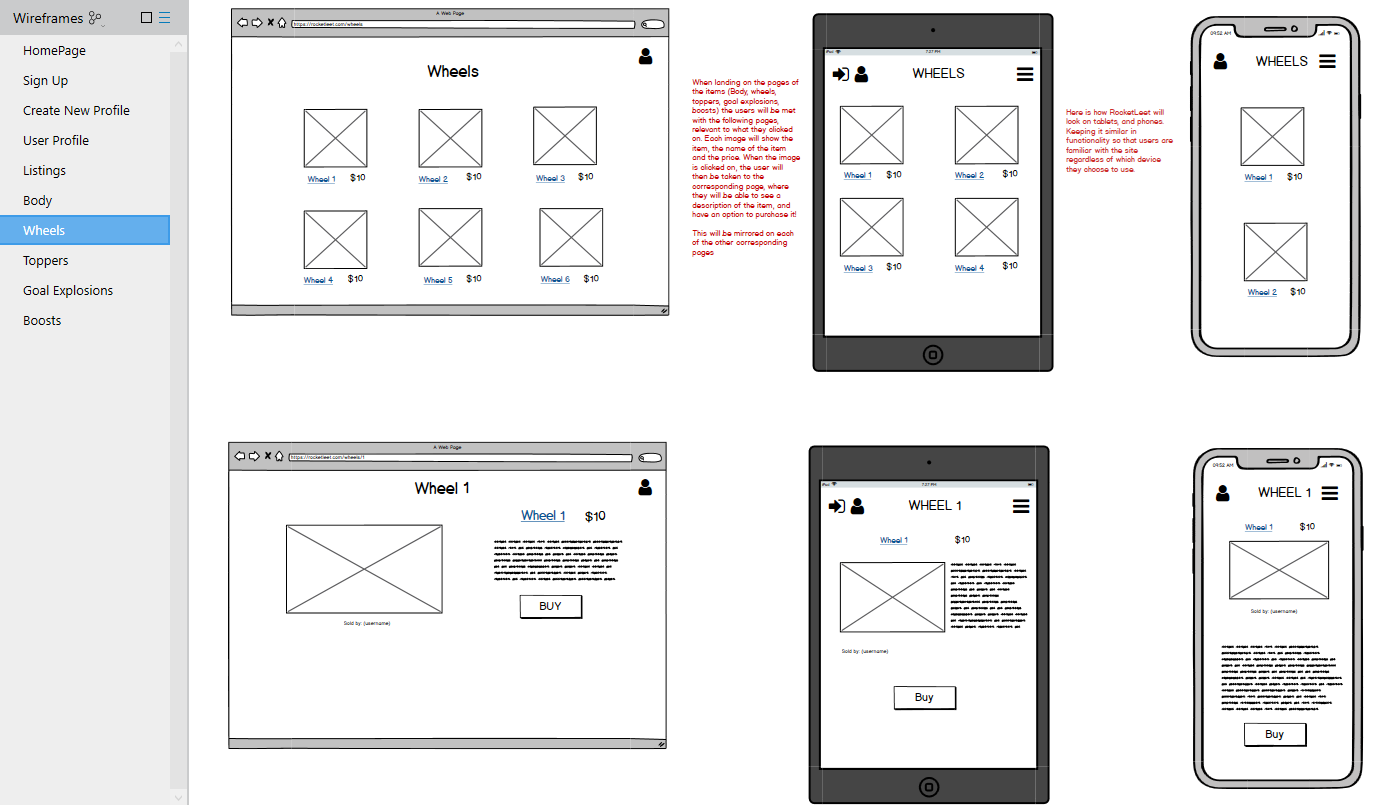 Wireframes
HomePage
Sign Up
Create New Profile
User Profile
Listings
Body
Wheels
Toppers
Goal Explosions
Boosts
A Web Page
https://rocketleet.com/wheels
Wheels
Wheel 1 $10
Wheel 2 $10
Wheel 3 $10
Wheel 4 $10
Wheel 5 $10
Wheel 6 $10
When landing on the pages of
the items (Body, wheels,
toppers, goal explosions,
boosts) the users will be met
with the following pages,
relevant to what they clicked
on. Each image will show the
item, the name of the item
and the price. When the image
is clicked on, the user will
then be taken to the
corresponding page, where
they will be able to see a
description of the item, and
have an option to purchase it!
This will be mirrored on each
of the other corresponding
pages
iPod 7:27 PM
WHEELS
Wheel 1 $10
Wheel 2 $10
Wheel 3 $10
Wheel 4 $10
Here is how RocketLeet will
look on tablets, and phones.
Keeping it similar in
functionality so that users are
familiar with the site
regardless of which device
they choose to use.
09:52 AM
WHEELS
Wheel 1 $10
Wheel 2 $10
A Web Page
https://rocketleet.com/wheels/1
Wheel 1
Wheel 1 $10
BUY
Sold by: (username)
iPod 7:27 PM
WHEEL 1
Wheel 1 $10
Sold by: (username)
Buy
09:52 AM
WHEEL 1
Wheel 1 $10
Sold by: (username)
Buy